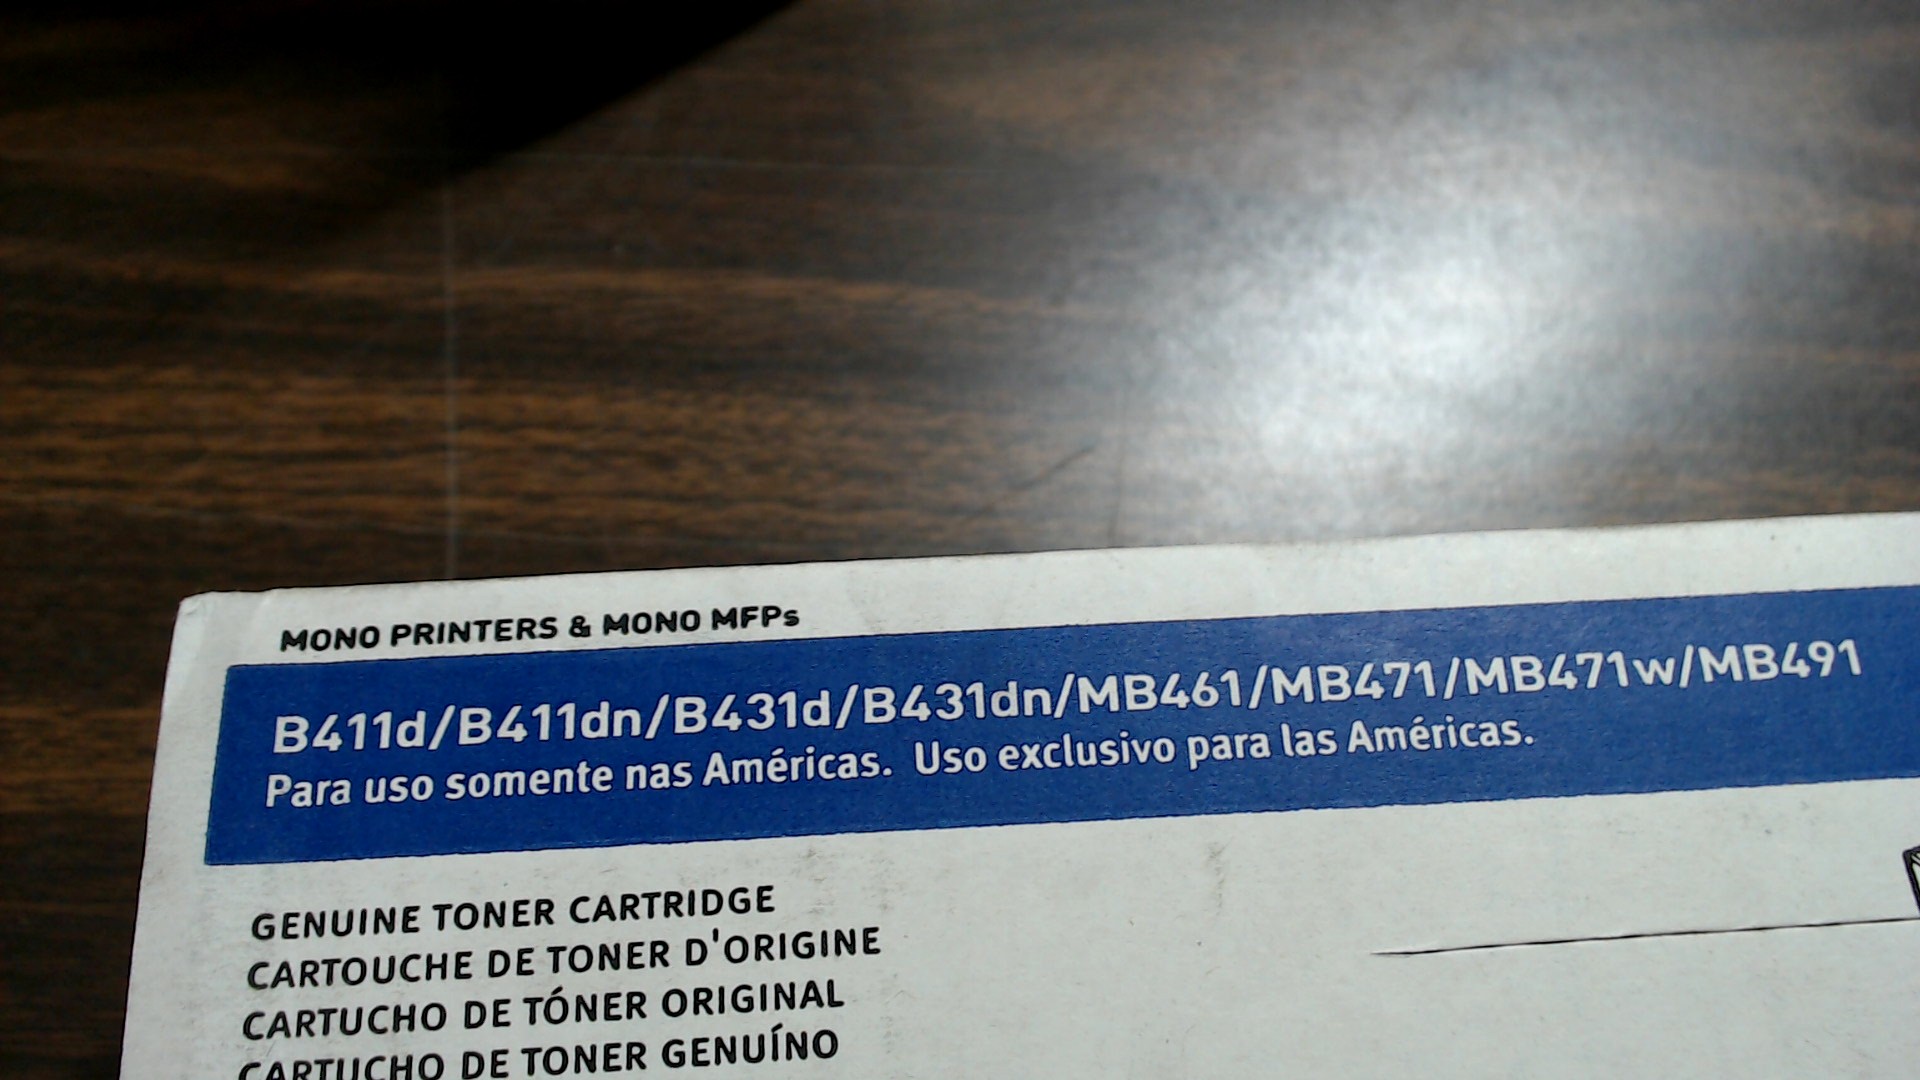 MONO PRINTERS & MONO MFPs
B411d/B411dn/B431d/B431dn/MB461/MB471/MB471w/MB491
Para uso somente nas Américas. Uso exclusivo para las Américas.
GENUINE TONER CARTRIDGE
CARTOUCHE DE TONER D'ORIGINE
CARTUCHO DE TÓNER ORIGINAL
CARTUCHO DE TONER GENUÍNO